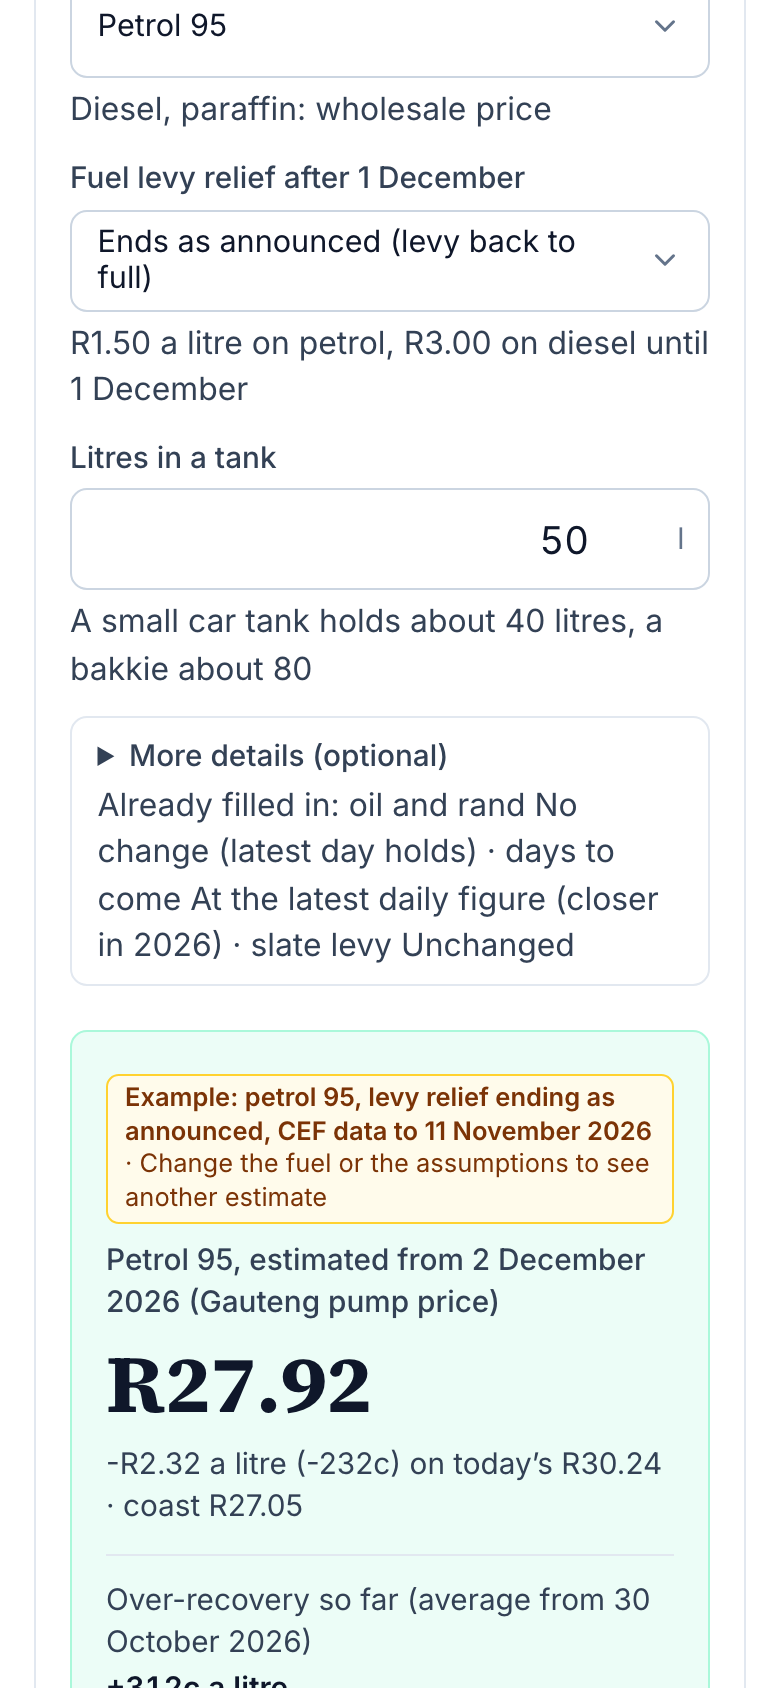 Petrol 95
Diesel, paraffin: wholesale price
Fuel levy relief after 1 December
Ends as announced (levy back to
full)
R1.50 a litre on petrol, R3.00 on diesel until
1 December
Litres in a tank
50 l
A small car tank holds about 40 litres, a
bakkie about 80
▶ More details (optional)
Already filled in: oil and rand No
change (latest day holds) · days to
come At the latest daily figure (closer
in 2026) · slate levy Unchanged
Example: petrol 95, levy relief ending as
announced, CEF data to 11 November 2026
· Change the fuel or the assumptions to see
another estimate
Petrol 95, estimated from 2 December
2026 (Gauteng pump price)
R27.92
-R2.32 a litre (-232c) on today’s R30.24
· coast R27.05
Over-recovery so far (average from 30
October 2026)
+312c a litre